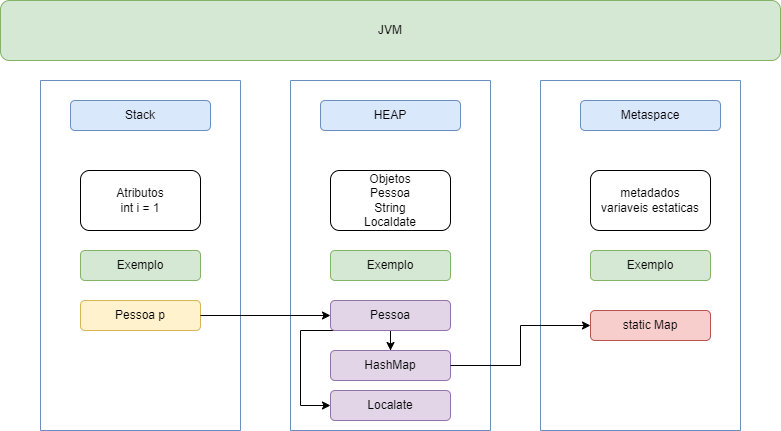 JVM
Stack
HEAP
Metaspace
Atributos
int i = 1
Objetos
Pessoa
String
Localdate
metadados
variaveis estaticas
Exemplo
Exemplo
Exemplo
Pessoa p
Pessoa
static Map
HashMap
Localate